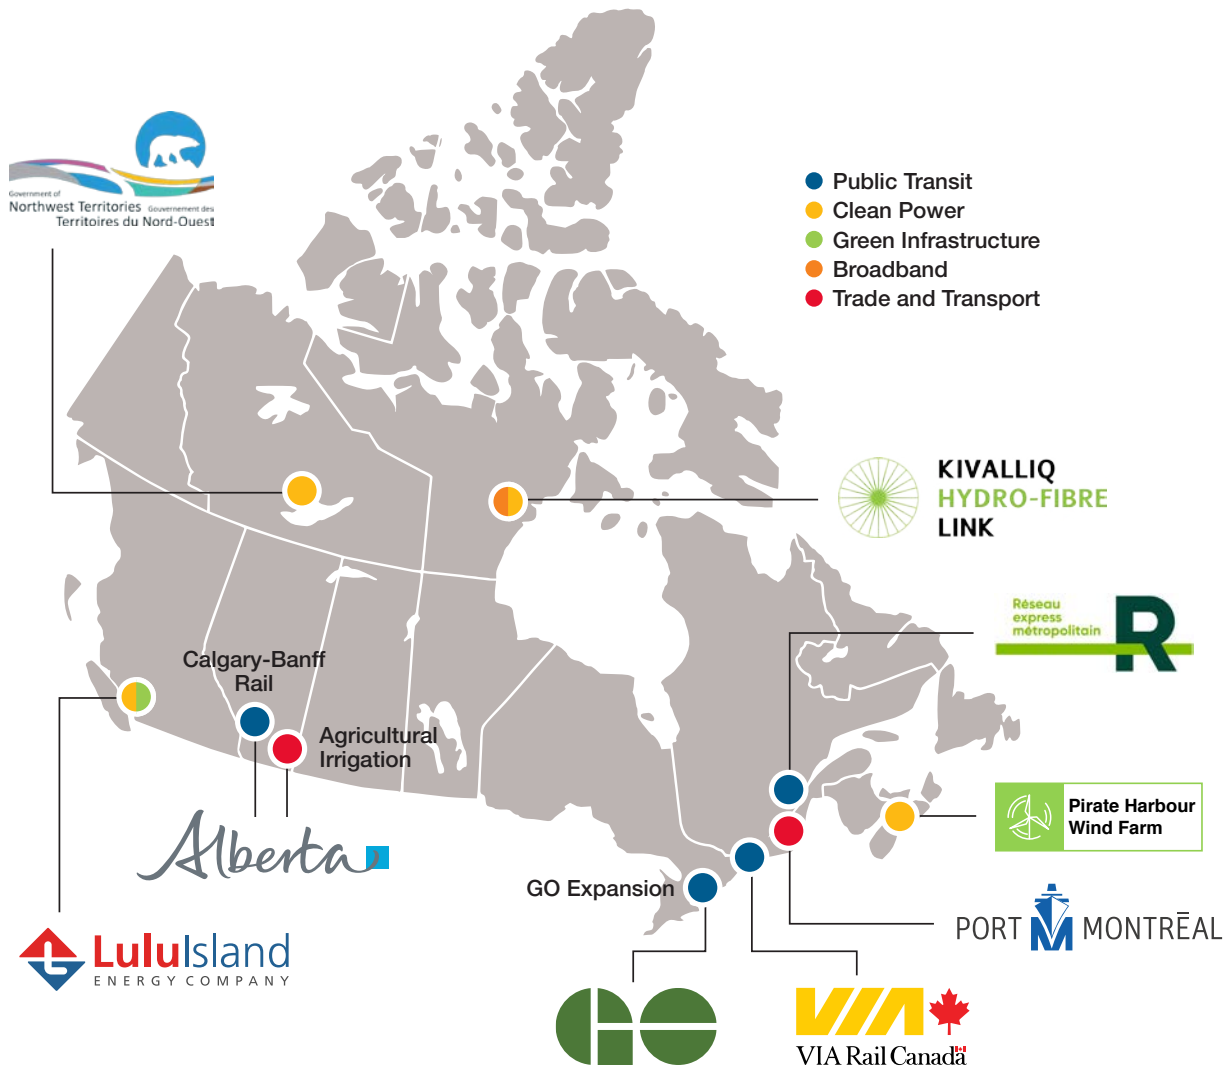 Government of
Northwest Territories Gouvernement des
Territoires du Nord-Ouest
Public Transit
Clean Power
Green Infrastructure
Broadband
Trade and Transport
KIVALLIQ
HYDRO-FIBRE
LINK
Réseau
express
métropolitain
R
Calgary-Banff
Rail
Agricultural
Irrigation
Alberta
Pirate Harbour
Wind Farm
GO Expansion
PORT M MONTRÉAL
LuluIsland
ENERGY COMPANY
GO
VIA
VIA Rail Canada